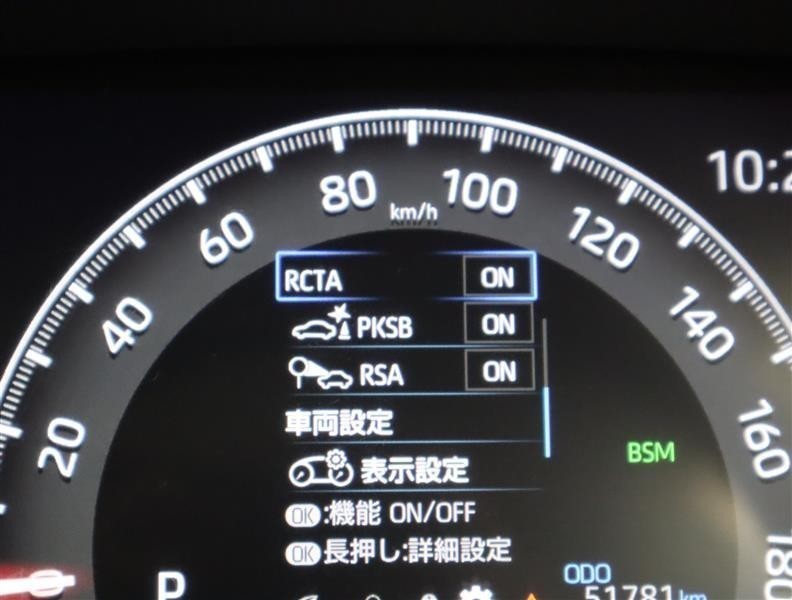 10:2
80
100
km/h
60
120
RCTA ON
40
PKSB ON
140
RSA ON
車両設定
20
160
BSM
表示設定
OK:機能 ON/OFF
OK長押し:詳細設定
180
0
P
ODO
51781km